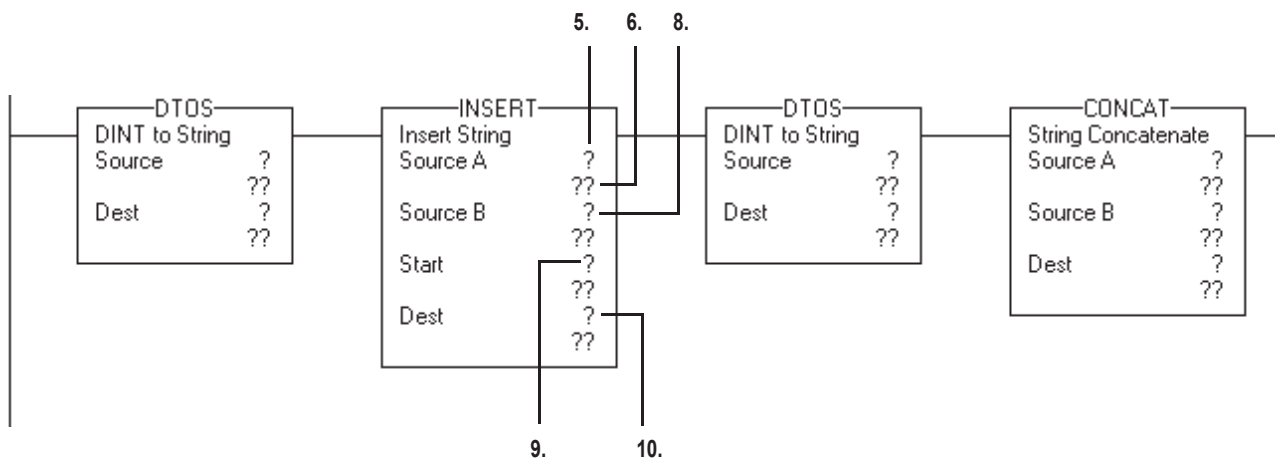 5. 6. 8.
DTOS
DINT to String
Source ?
??
Dest ?
??
INSERT
Insert String
Source A ?
??
Source B ?
??
Start ?
??
Dest ?
??
DTOS
DINT to String
Source ?
??
Dest ?
??
CONCAT
String Concatenate
Source A ?
??
Source B ?
??
Dest ?
??
9. 10.